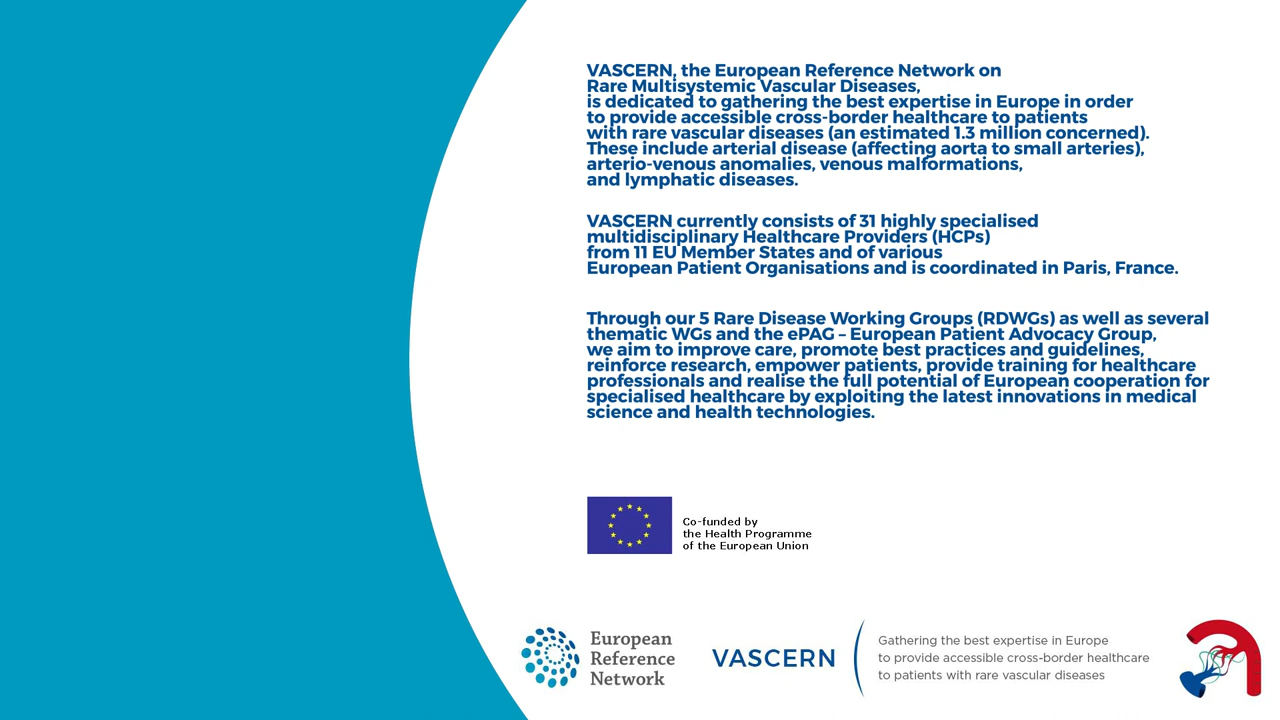 VASCERN, the European Reference Network on
Rare Multisystemic Vascular Diseases,
is dedicated to gathering the best expertise in Europe in order
to provide accessible cross-border healthcare to patients
with rare vascular diseases (an estimated 1.3 million concerned).
These include arterial disease (affecting aorta to small arteries),
arterio-venous anomalies, venous malformations,
and lymphatic diseases.
VASCERN currently consists of 31 highly specialised
multidisciplinary Healthcare Providers (HCPs)
from 11 EU Member States and of various
European Patient Organisations and is coordinated in Paris, France.
Through our 5 Rare Disease Working Groups (RDWGs) as well as several
thematic WGs and the ePAG – European Patient Advocacy Group,
we aim to improve care, promote best practices and guidelines,
reinforce research, empower patients, provide training for healthcare
professionals and realise the full potential of European cooperation for
specialised healthcare by exploiting the latest innovations in medical
science and health technologies.
Co-funded by
the Health Programme
of the European Union
European
Reference
Network
VASCERN
Gathering the best expertise in Europe
to provide accessible cross-border healthcare
to patients with rare vascular diseases